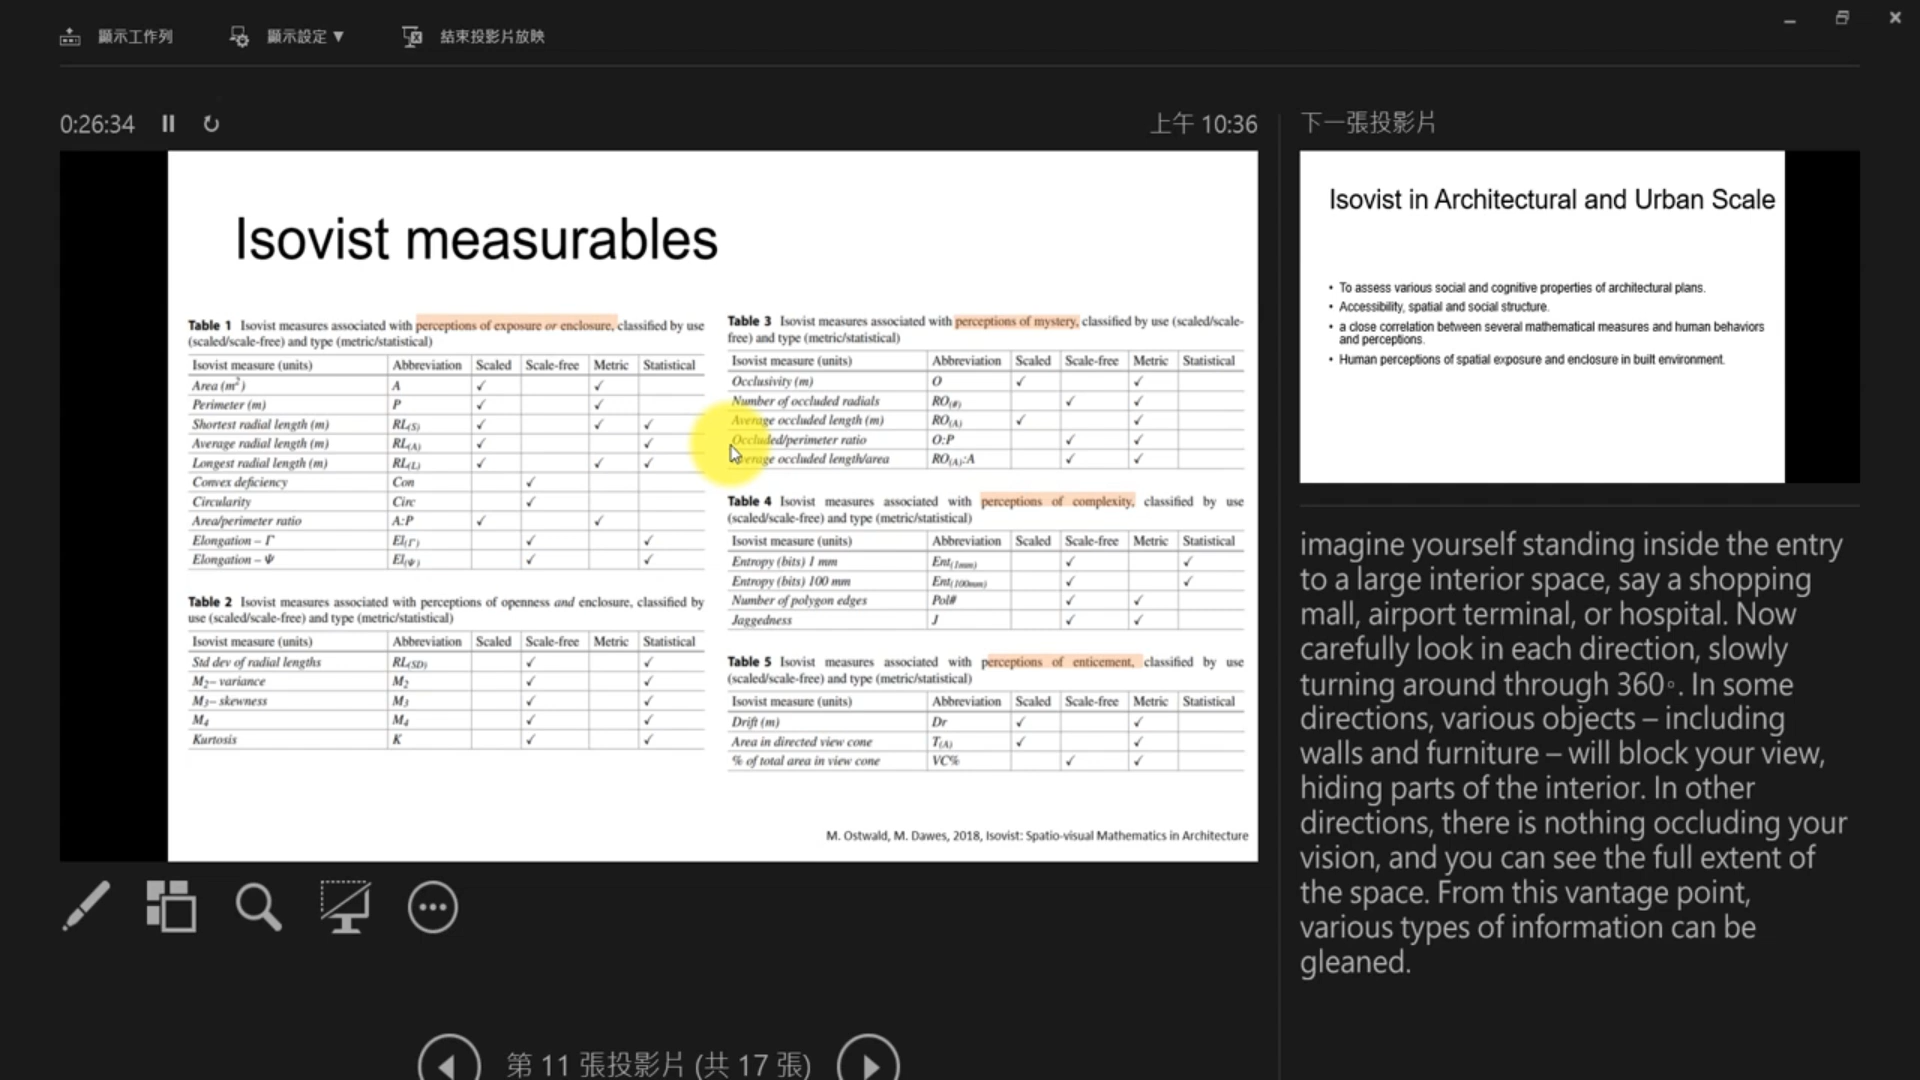 顯示工作列
顯示設定 ▼
結束投影片放映
0:26:34
上午 10:36
下一張投影片
Isovist measurables
Table 1 Isovist measures associated with perceptions of exposure or enclosure, classified by use
(scaled/scale-free) and type (metric/statistical)
Isovist measure (units) Abbreviation Scaled Scale-free Metric Statistical
Area (m²) A ✓ ✓
Perimeter (m) P ✓ ✓
Shortest radial length (m) RL(S) ✓ ✓ ✓
Average radial length (m) RL(A) ✓ ✓
Longest radial length (m) RL(L) ✓ ✓ ✓
Convex deficiency Con ✓
Circularity Circ ✓
Area/perimeter ratio A:P ✓ ✓
Elongation – Γ El(Γ) ✓ ✓
Elongation – Ψ El(Ψ) ✓ ✓
Table 2 Isovist measures associated with perceptions of openness and enclosure, classified by
use (scaled/scale-free) and type (metric/statistical)
Isovist measure (units) Abbreviation Scaled Scale-free Metric Statistical
Std dev of radial lengths RL(SD) ✓ ✓
M2– variance M2 ✓ ✓
M3– skewness M3 ✓ ✓
M4 M4 ✓ ✓
Kurtosis K ✓ ✓
Table 3 Isovist measures associated with perceptions of mystery, classified by use (scaled/scale-
free) and type (metric/statistical)
Isovist measure (units) Abbreviation Scaled Scale-free Metric Statistical
Occlusivity (m) O ✓ ✓
Number of occluded radials RO(#) ✓ ✓
Average occluded length (m) RO(A) ✓ ✓
Occluded/perimeter ratio O:P ✓ ✓
Average occluded length/area RO(A):A ✓ ✓
Table 4 Isovist measures associated with perceptions of complexity, classified by use
(scaled/scale-free) and type (metric/statistical)
Isovist measure (units) Abbreviation Scaled Scale-free Metric Statistical
Entropy (bits) 1 mm Ent(1mm) ✓ ✓
Entropy (bits) 100 mm Ent(100mm) ✓ ✓
Number of polygon edges Pol# ✓ ✓
Jaggedness J ✓ ✓
Table 5 Isovist measures associated with perceptions of enticement, classified by use
(scaled/scale-free) and type (metric/statistical)
Isovist measure (units) Abbreviation Scaled Scale-free Metric Statistical
Drift (m) Dr ✓ ✓
Area in directed view cone T(A) ✓ ✓
% of total area in view cone VC% ✓ ✓
M. Ostwald, M. Dawes, 2018, Isovist: Spatio-visual Mathematics in Architecture
Isovist in Architectural and Urban Scale
• To assess various social and cognitive properties of architectural plans.
• Accessibility, spatial and social structure.
• a close correlation between several mathematical measures and human behaviors
and perceptions.
• Human perceptions of spatial exposure and enclosure in built environment.
imagine yourself standing inside the entry
to a large interior space, say a shopping
mall, airport terminal, or hospital. Now
carefully look in each direction, slowly
turning around through 360◦. In some
directions, various objects – including
walls and furniture – will block your view,
hiding parts of the interior. In other
directions, there is nothing occluding your
vision, and you can see the full extent of
the space. From this vantage point,
various types of information can be
gleaned.
第 11 張投影片 (共 17 張)